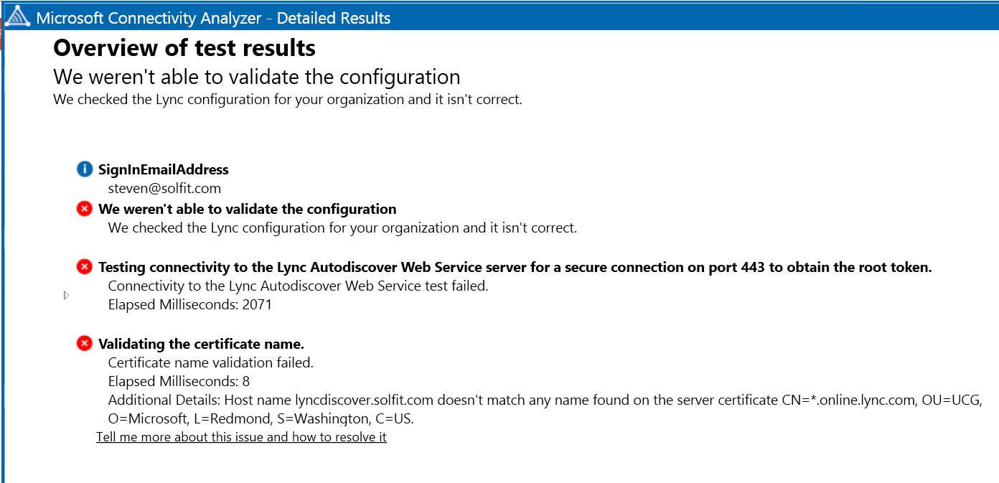 Microsoft Connectivity Analyzer - Detailed Results
Overview of test results
We weren't able to validate the configuration
We checked the Lync configuration for your organization and it isn't correct.
SignInEmailAddress
steven@solfit.com
We weren't able to validate the configuration
We checked the Lync configuration for your organization and it isn't correct.
Testing connectivity to the Lync Autodiscover Web Service server for a secure connection on port 443 to obtain the root token.
Connectivity to the Lync Autodiscover Web Service test failed.
Elapsed Milliseconds: 2071
Validating the certificate name.
Certificate name validation failed.
Elapsed Milliseconds: 8
Additional Details: Host name lyncdiscover.solfit.com doesn't match any name found on the server certificate CN=*.online.lync.com, OU=UCG,
O=Microsoft, L=Redmond, S=Washington, C=US.
Tell me more about this issue and how to resolve it